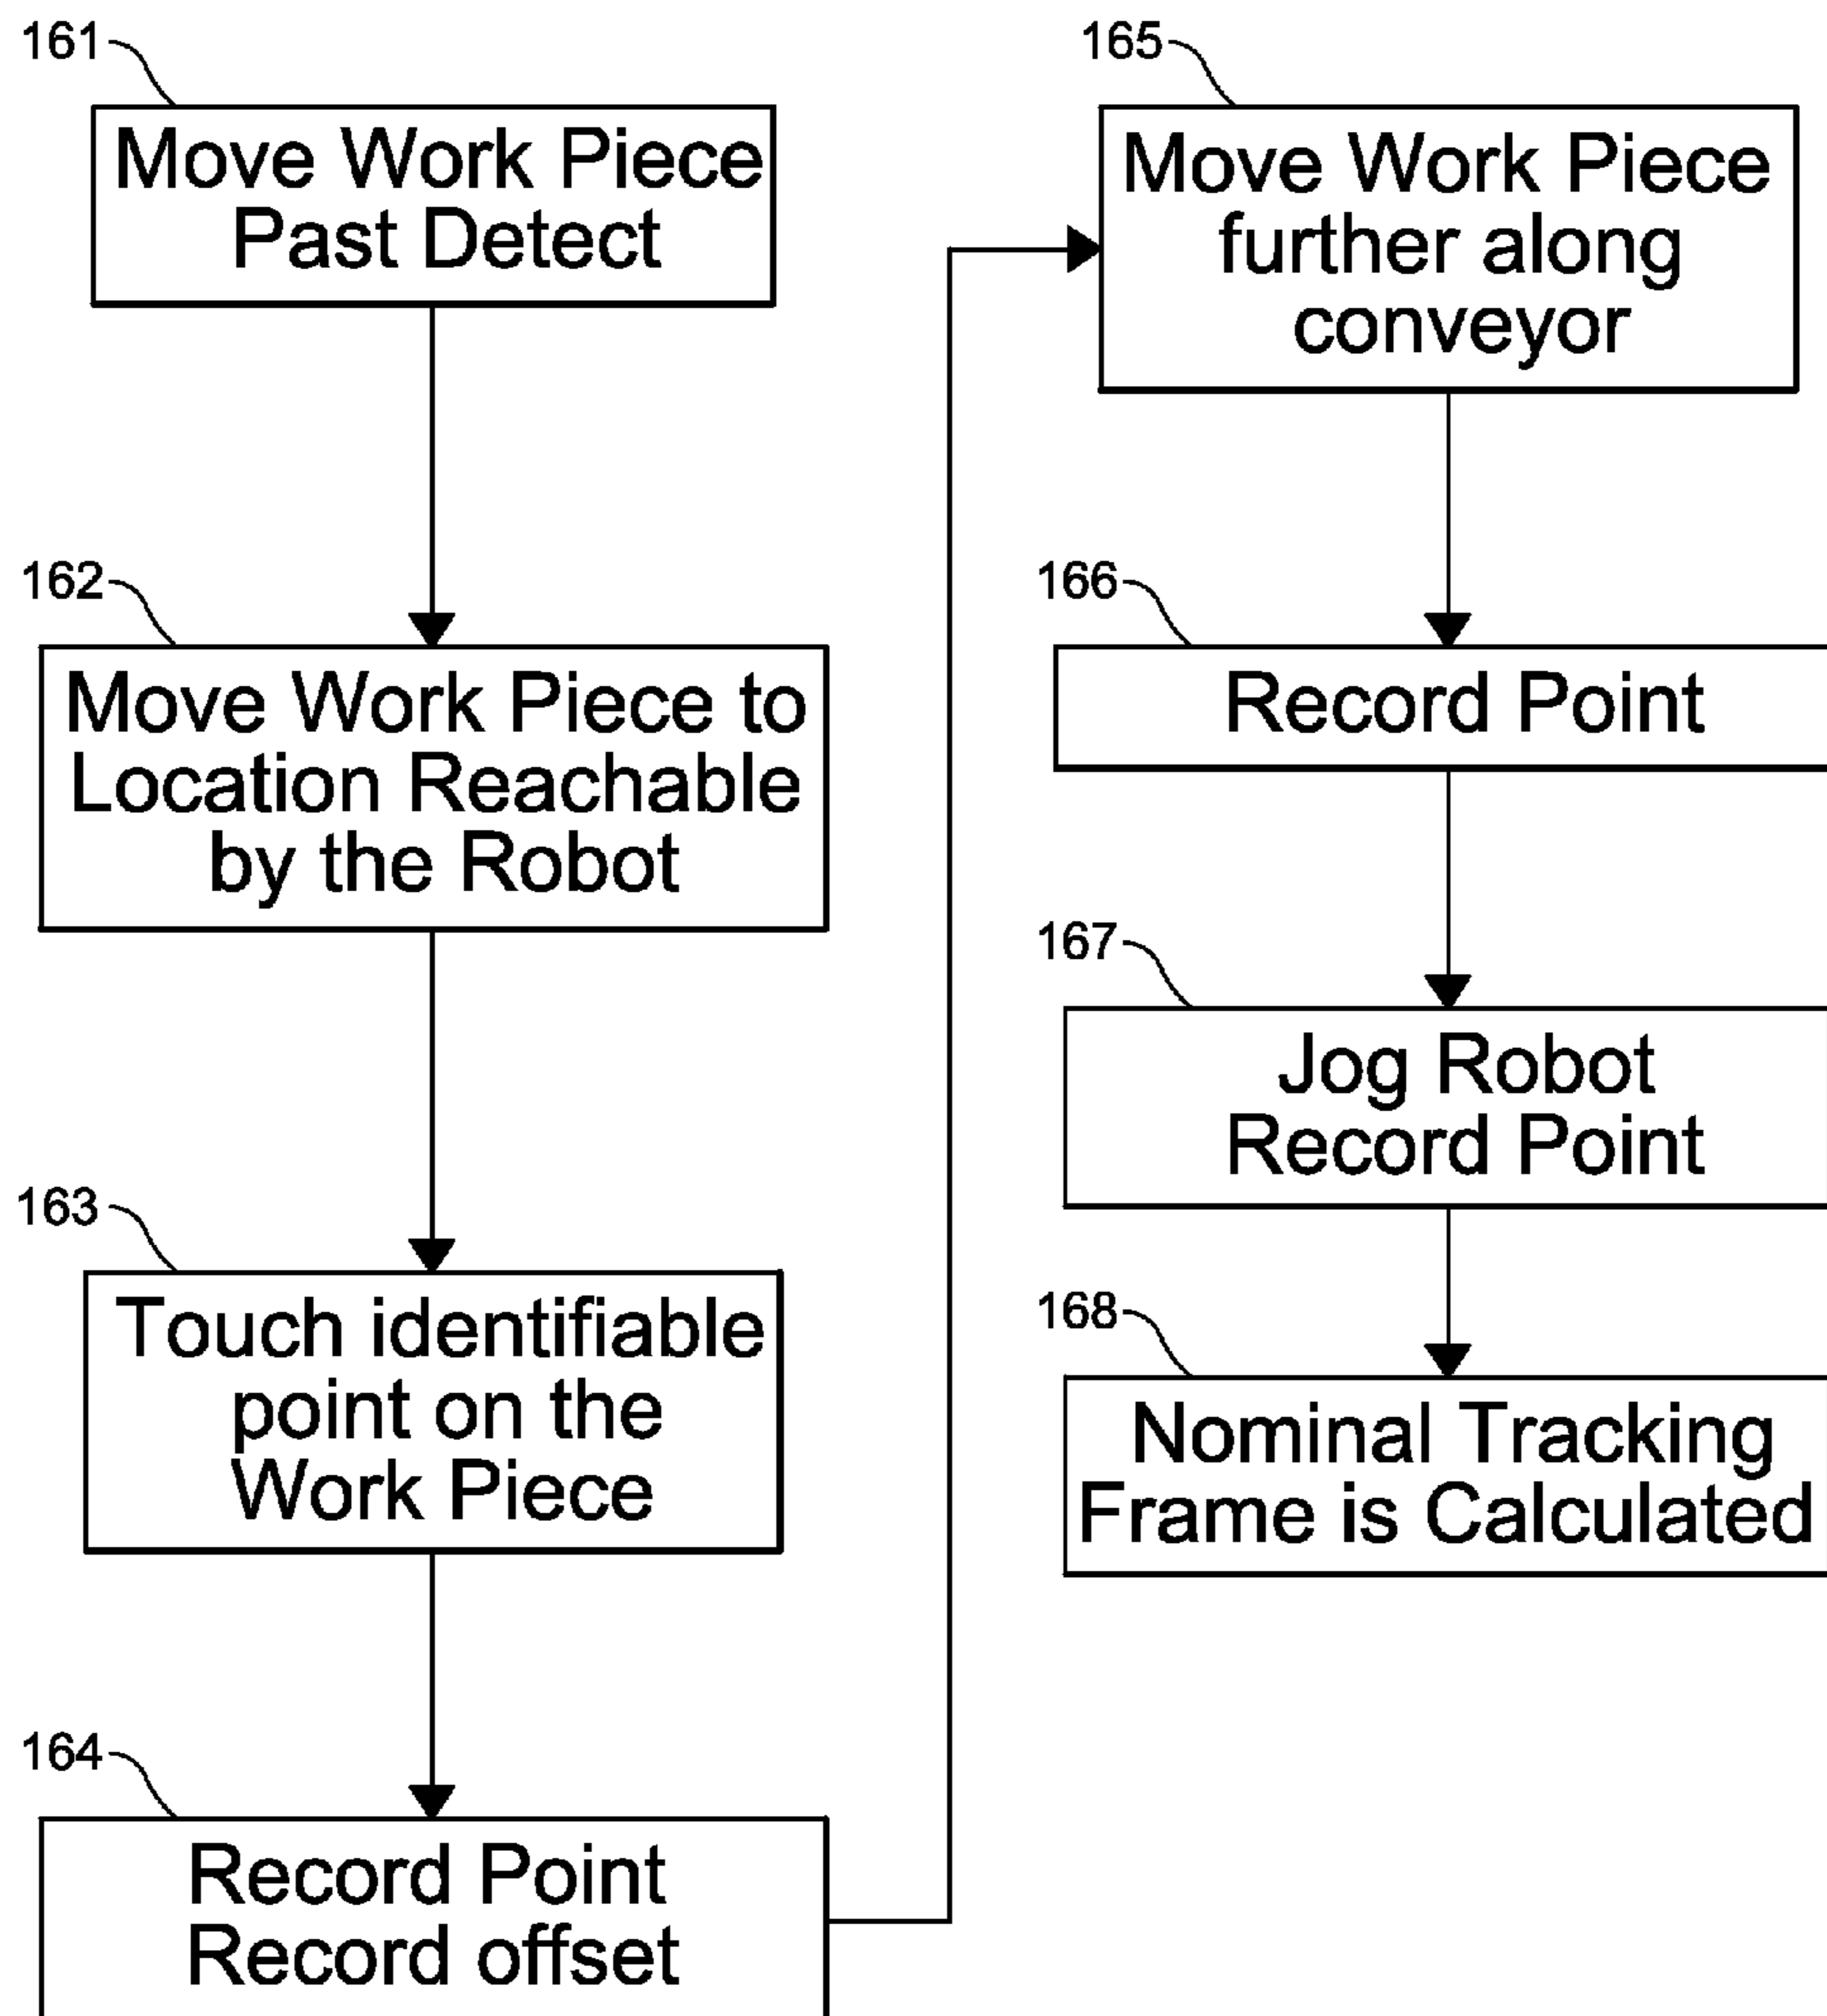 161
Move Work Piece
Past Detect
162
Move Work Piece to
Location Reachable
by the Robot
163
Touch identifiable
point on the
Work Piece
164
Record Point
Record offset
165
Move Work Piece
further along
conveyor
166
Record Point
167
Jog Robot
Record Point
168
Nominal Tracking
Frame is Calculated